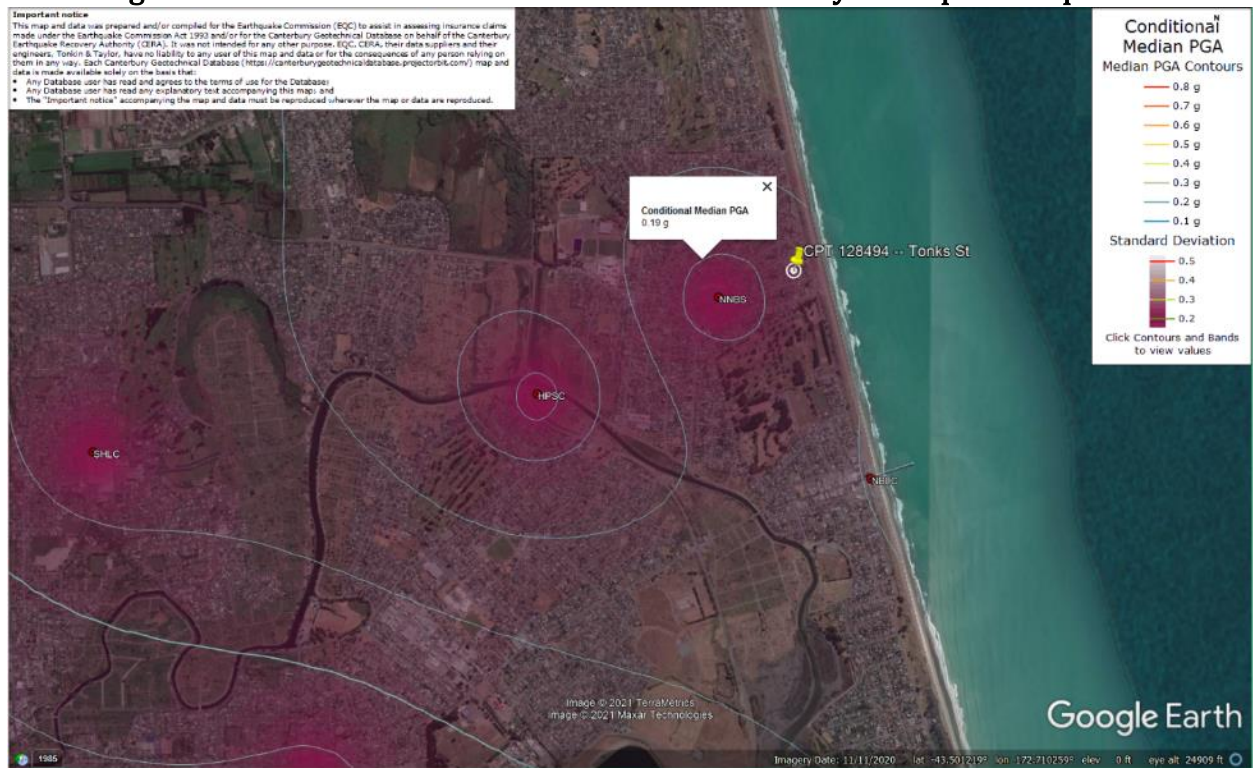 Important notice
This map and data was prepared and/or compiled for the Earthquake Commission (EQC) to assist in assessing insurance claims
made under the Earthquake Commission Act 1993 and/or for the Canterbury Geotechnical Database on behalf of the Canterbury
Earthquake Recovery Authority (CERA). It was not intended for any other purpose. EQC, CERA, their data suppliers and their
engineers, Tonkin & Taylor, have no liability to any user of this map and data or for the consequences of any person relying on
them in any way. Each Canterbury Geotechnical Database (https://canterburygeotechnicaldatabase.projectorbit.com/) map and
data is made available solely on the basis that:
• Any Database user has read and agrees to the terms of use for the Database;
• Any Database user has read any explanatory text accompanying this map; and
• The "Important notice" accompanying the map and data must be reproduced wherever the map or data are reproduced.
N
Conditional
Median PGA
Median PGA Contours
0.8 g
0.7 g
0.6 g
0.5 g
0.4 g
0.3 g
0.2 g
0.1 g
Standard Deviation
0.5
0.4
0.3
0.2
Click Contours and Bands
to view values
Conditional Median PGA
0.19 g
CPT 128494 -- Tonks St
NNBS
HPSC
SHLC
Image © 2021 TerraMetrics
Image © 2021 Maxar Technologies
Google Earth
1985
Imagery Date: 11/11/2020 lat -43.501219° lon -172.710259° elev 0 ft eye alt 24909 ft